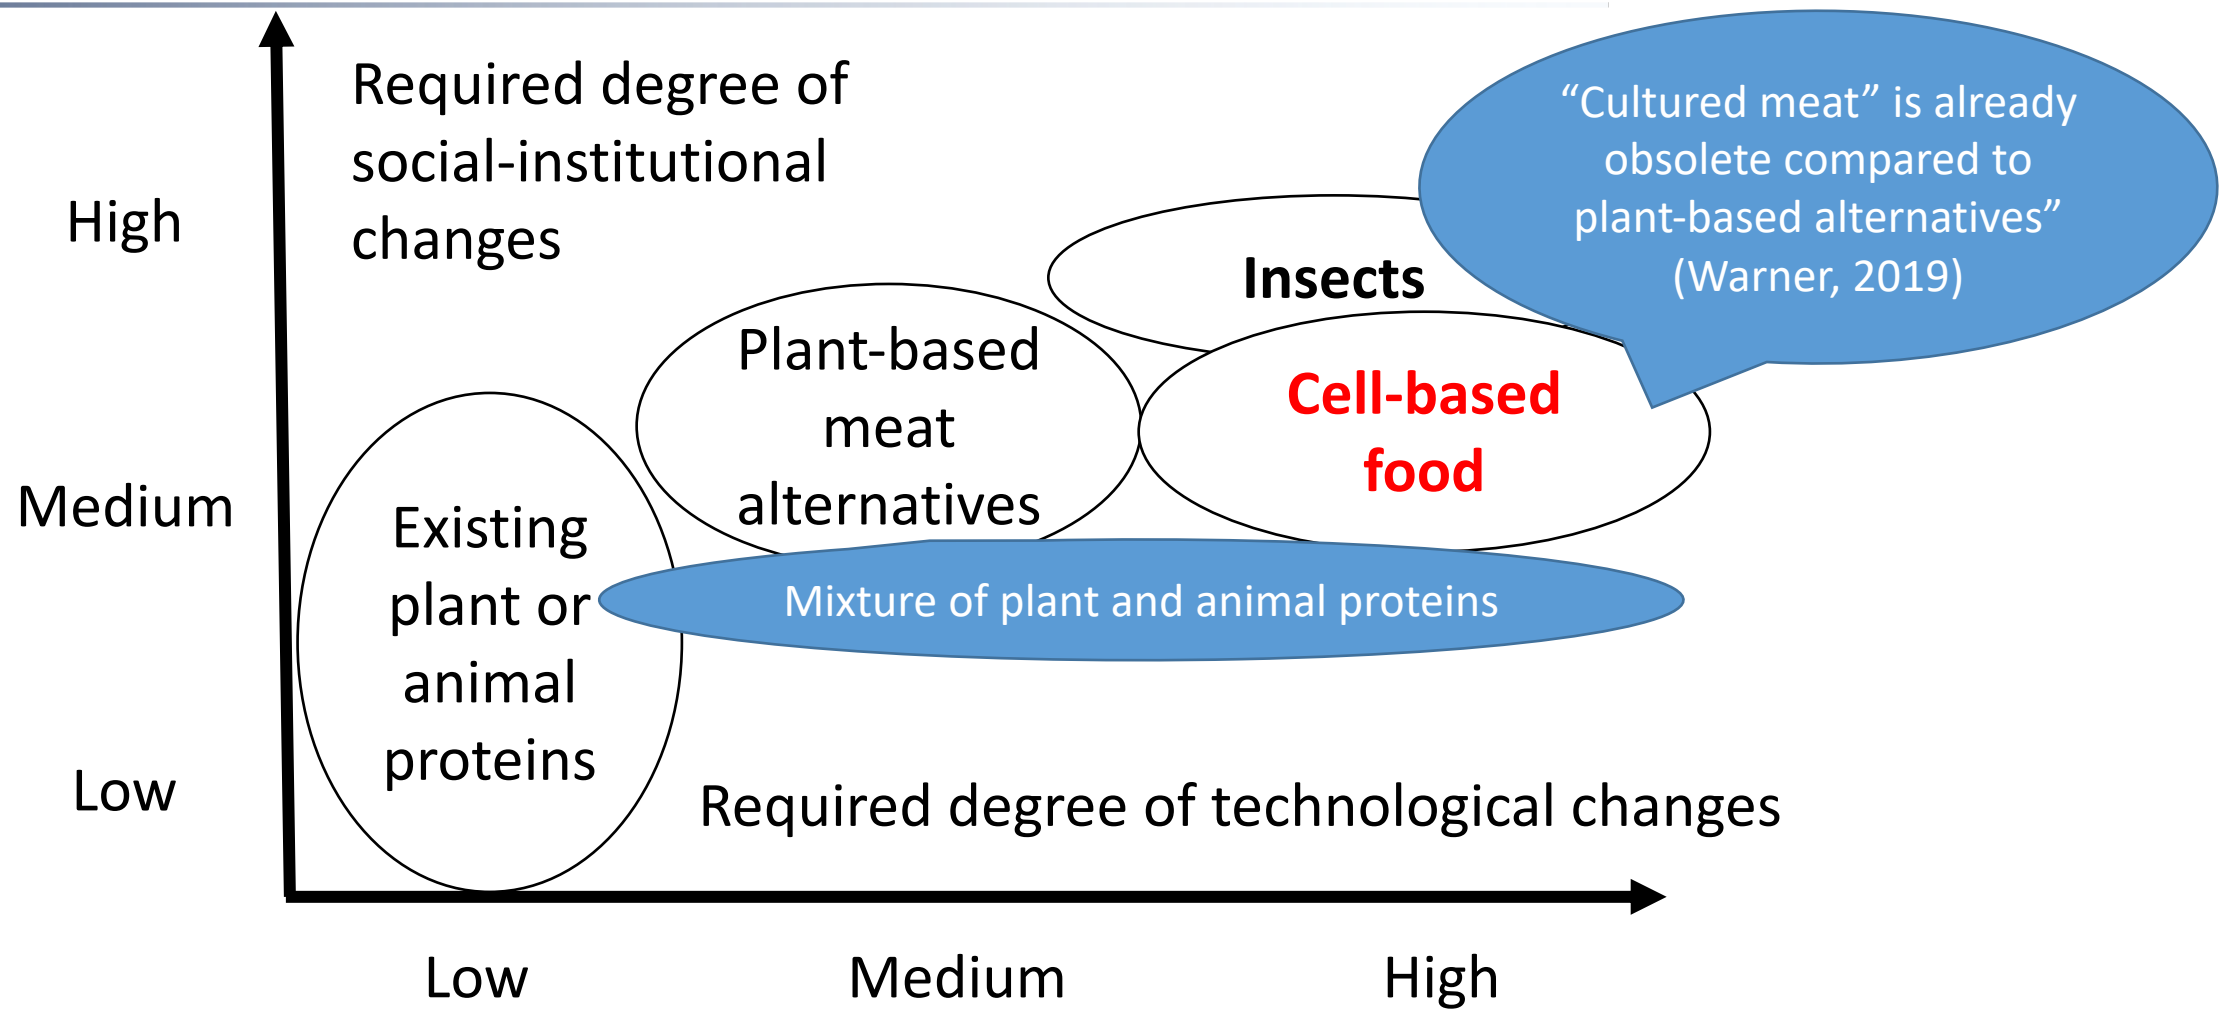 Required degree of
social-institutional
changes
“Cultured meat” is already
obsolete compared to
plant-based alternatives”
(Warner, 2019)
High
Insects
Plant-based
meat
alternatives
Cell-based
food
Medium
Existing
plant or
animal
proteins
Mixture of plant and animal proteins
Low
Required degree of technological changes
Low
Medium
High